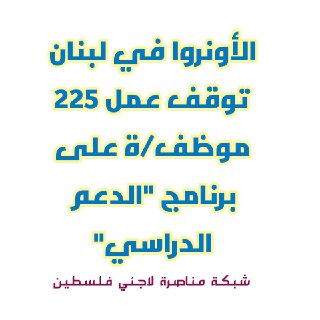 الأونروا في لبنان
توقف عمل 225
موظف/ة على
برنامج "الدعم
الدراسي"
شبكة مناصرة لاجئي فلسطين